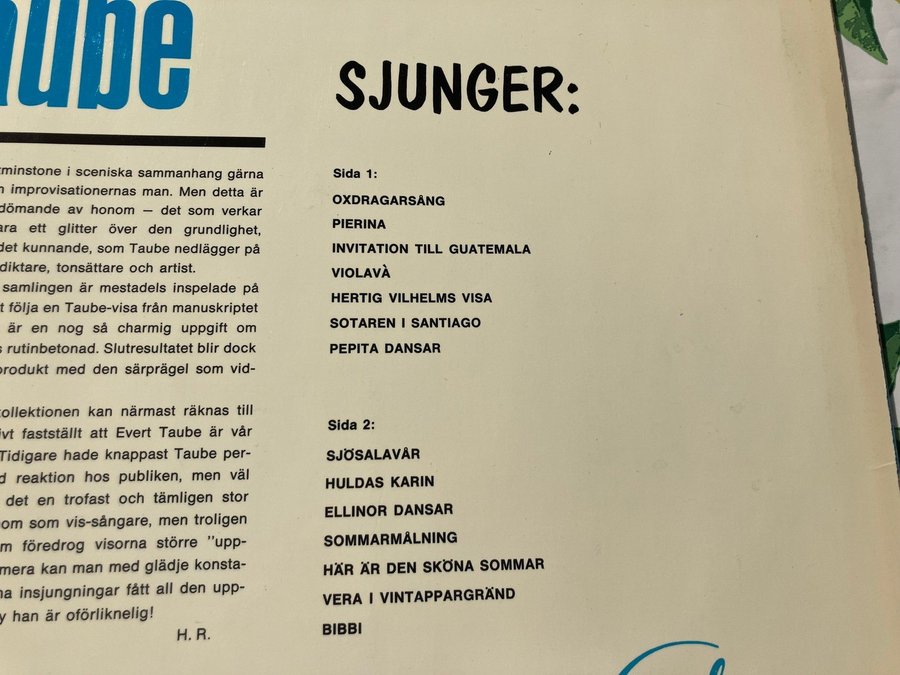 aube
minstone i sceniska sammanhang gärna
improvisationernas man. Men detta är
dömande av honom — det som verkar
ara ett glitter över den grundlighet,
det kunnande, som Taube nedlägger på
diktare, tonsättare och artist.
samlingen är mestadels inspelade på
t följa en Taube-visa från manuskriptet
är en nog så charmig uppgift om
s rutinbetonad. Slutresultatet blir dock
produkt med den särprägel som vid-
ollektionen kan närmast räknas till
ivt fastställt att Evert Taube är vår
Tidigare hade knappast Taube per-
d reaktion hos publiken, men väl
det en trofast och tämligen stor
om som vis-sångare, men troligen
m föredrog visorna större "upp-
mera kan man med glädje konsta-
na insjungningar fått all den upp-
y han är oförliknelig!
H. R.
SJUNGER:
Sida 1:
OXDRAGARSÅNG
PIERINA
INVITATION TILL GUATEMALA
VIOLAVÀ
HERTIG VILHELMS VISA
SOTAREN I SANTIAGO
PEPITA DANSAR
Sida 2:
SJÖSALAVÅR
HULDAS KARIN
ELLINOR DANSAR
SOMMARMÅLNING
HÄR ÄR DEN SKÖNA SOMMAR
VERA I VINTAPPARGRÄND
BIBBI